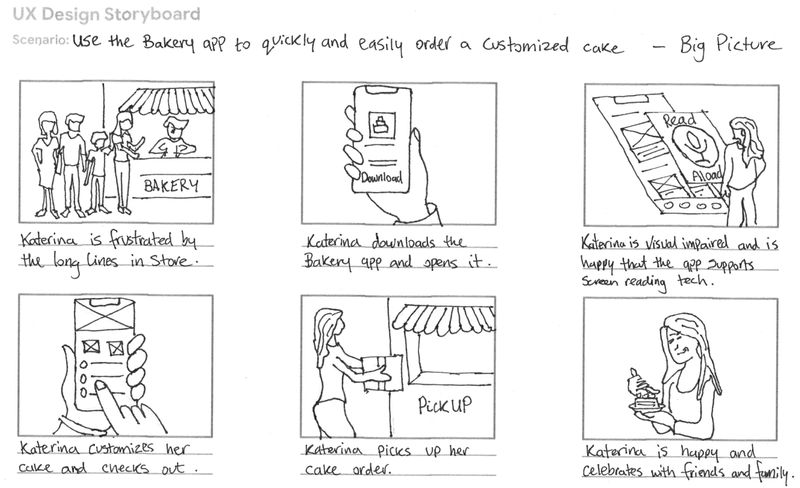 UX Design Storyboard
Scenario: Use the Bakery app to quickly and easily order a customized cake – Big Picture
BAKERY
Download
Read
Aload
Katerina is frustrated by
the long lines in store.
Katerina downloads the
Bakery app and opens it.
Katerina is visual impaired and is
happy that the app supports
screen reading tech.
PICK UP
Katerina customizes her
cake and checks out.
Katerina picks up her
cake order.
Katerina is happy and
celebrates with friends and family.